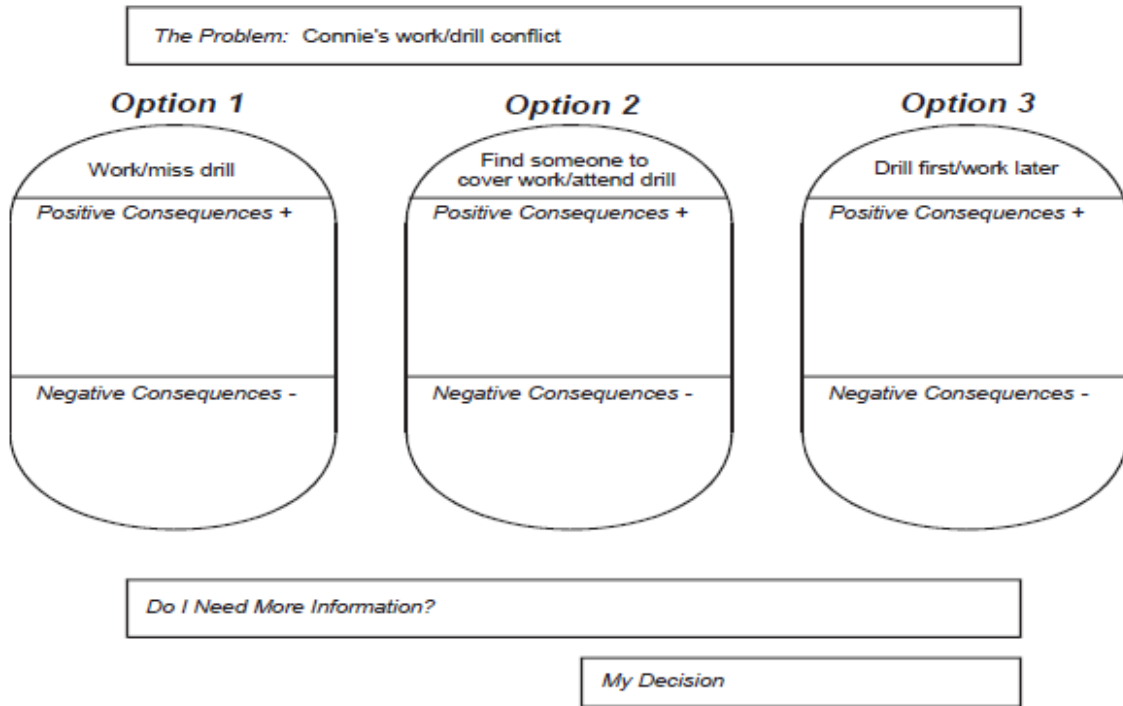 The Problem: Connie's work/drill conflict
Option 1
Work/miss drill
Positive Consequences +
Negative Consequences -
Option 2
Find someone to
cover work/attend drill
Positive Consequences +
Negative Consequences -
Option 3
Drill first/work later
Positive Consequences +
Negative Consequences -
Do I Need More Information?
My Decision